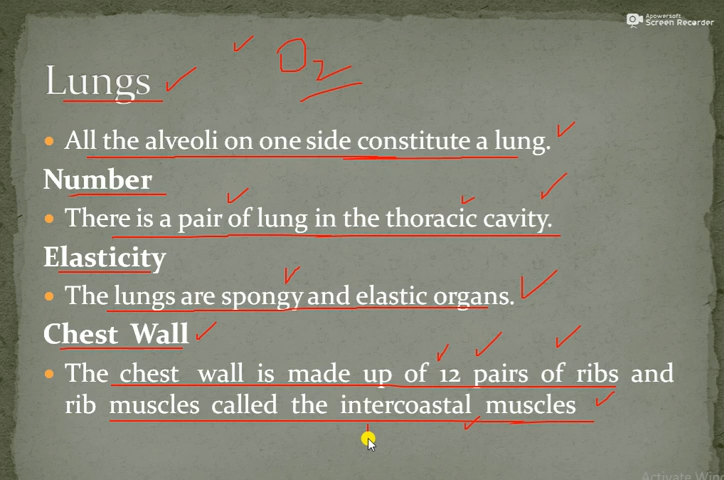 Apowersoft
Screen Recorder
O2
Lungs
All the alveoli on one side constitute a lung.
Number
There is a pair of lung in the thoracic cavity.
Elasticity
The lungs are spongy and elastic organs.
Chest Wall
The chest wall is made up of 12 pairs of ribs and
rib muscles called the intercoastal muscles
Activate Win